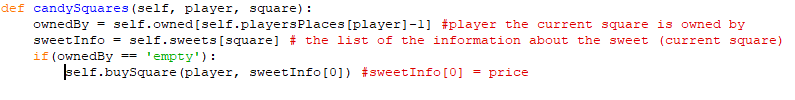 def candySquares(self, player, square):
    ownedBy = self.owned[self.playersPlaces[player]-1] #player the current square is owned by
    sweetInfo = self.sweets[square] # the list of the information about the sweet (current square)
    if(ownedBy == 'empty'):
        self.buySquare(player, sweetInfo[0]) #sweetInfo[0] = price